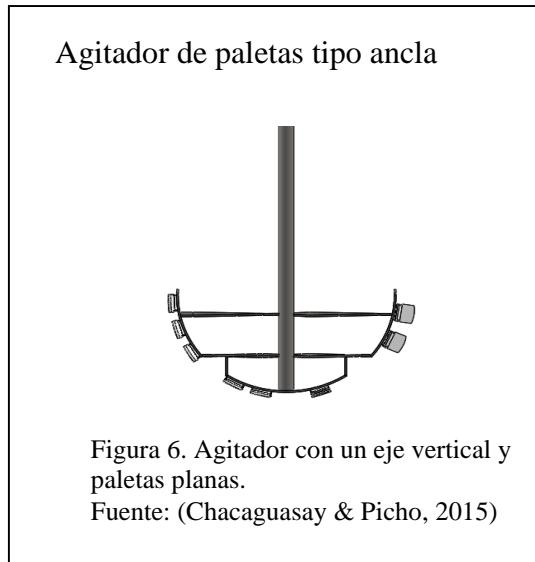 Agitador de paletas tipo ancla
Figura 6. Agitador con un eje vertical y
paletas planas.
Fuente: (Chacaguasay & Picho, 2015)